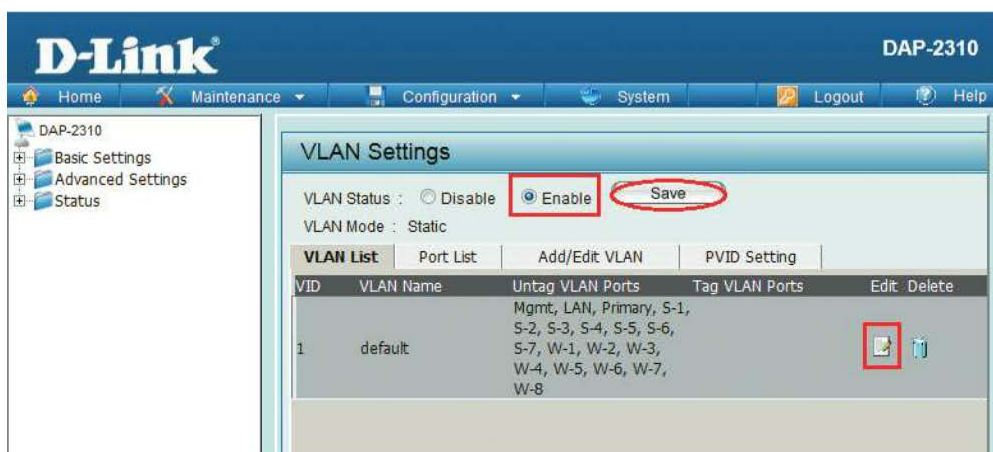 D-Link®
DAP-2310
Home Maintenance Configuration System Logout Help
DAP-2310
Basic Settings
Advanced Settings
Status
VLAN Settings
VLAN Status : Disable Enable Save
VLAN Mode : Static
VLAN List Port List Add/Edit VLAN PVID Setting
VID VLAN Name Untag VLAN Ports Tag VLAN Ports Edit Delete
1 default Mgmt, LAN, Primary, S-1,
S-2, S-3, S-4, S-5, S-6,
S-7, W-1, W-2, W-3,
W-4, W-5, W-6, W-7,
W-8